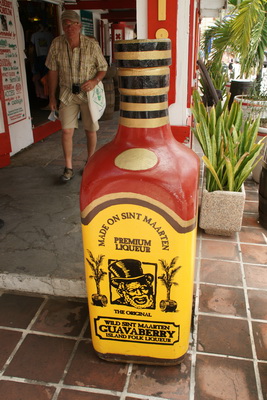 MADE ON SINT MAARTEN
PREMIUM
LIQUEUR
THE ORIGINAL
WILD SINT MAARTEN
GUAVABERRY
ISLAND FOLK LIQUEUR